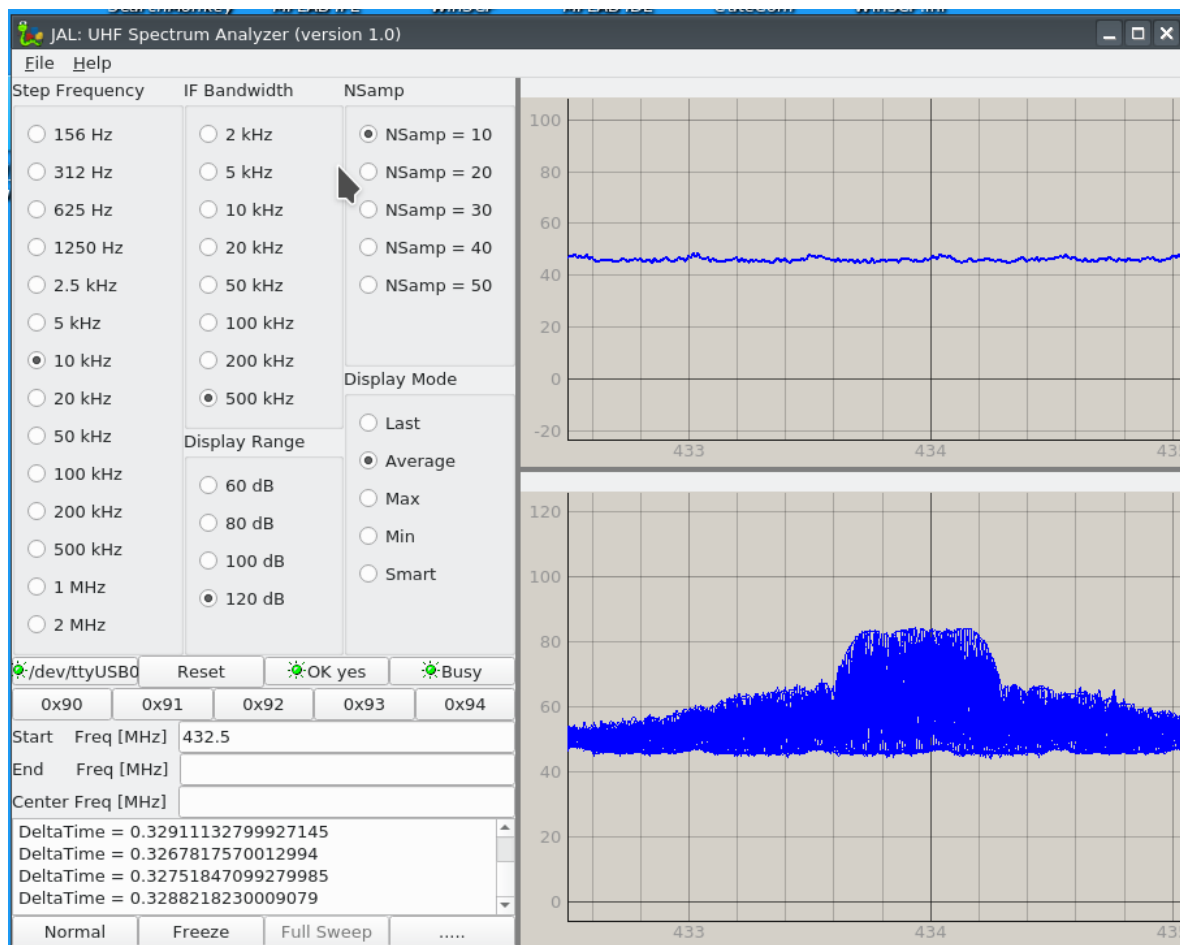 JAL: UHF Spectrum Analyzer (version 1.0)
File Help
Step Frequency
156 Hz
312 Hz
625 Hz
1250 Hz
2.5 kHz
5 kHz
10 kHz
20 kHz
50 kHz
100 kHz
200 kHz
500 kHz
1 MHz
2 MHz
IF Bandwidth
2 kHz
5 kHz
10 kHz
20 kHz
50 kHz
100 kHz
200 kHz
500 kHz
Display Range
60 dB
80 dB
100 dB
120 dB
NSamp
NSamp = 10
NSamp = 20
NSamp = 30
NSamp = 40
NSamp = 50
Display Mode
Last
Average
Max
Min
Smart
/dev/ttyUSB0 Reset OK yes Busy
0x90 0x91 0x92 0x93 0x94
Start Freq [MHz] 432.5
End Freq [MHz]
Center Freq [MHz]
DeltaTime = 0.32911132799927145
DeltaTime = 0.3267817570012994
DeltaTime = 0.32751847099279985
DeltaTime = 0.3288218230009079
Normal Freeze Full Sweep .....
100
80
60
40
20
0
-20
433 434
120
100
80
60
40
20
0
433 434